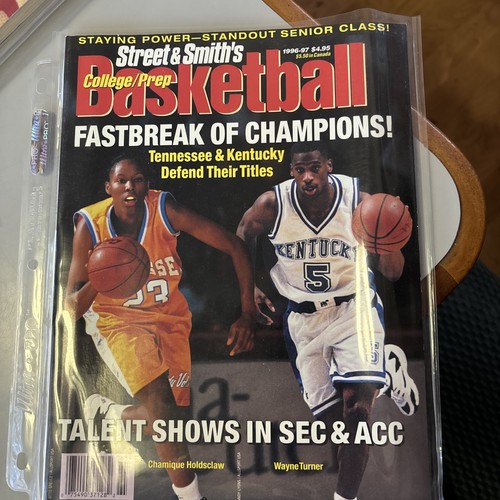 STAYING POWER—STANDOUT SENIOR CLASS!
Street & Smith's
1996-97 $4.95
$5.50 in Canada
College/Prep
Basketball
FASTBREAK OF CHAMPIONS!
Tennessee & Kentucky
Defend Their Titles
KENTUCKY
5
33
TALENT SHOWS IN SEC & ACC
Chamique Holdsclaw
Wayne Turner